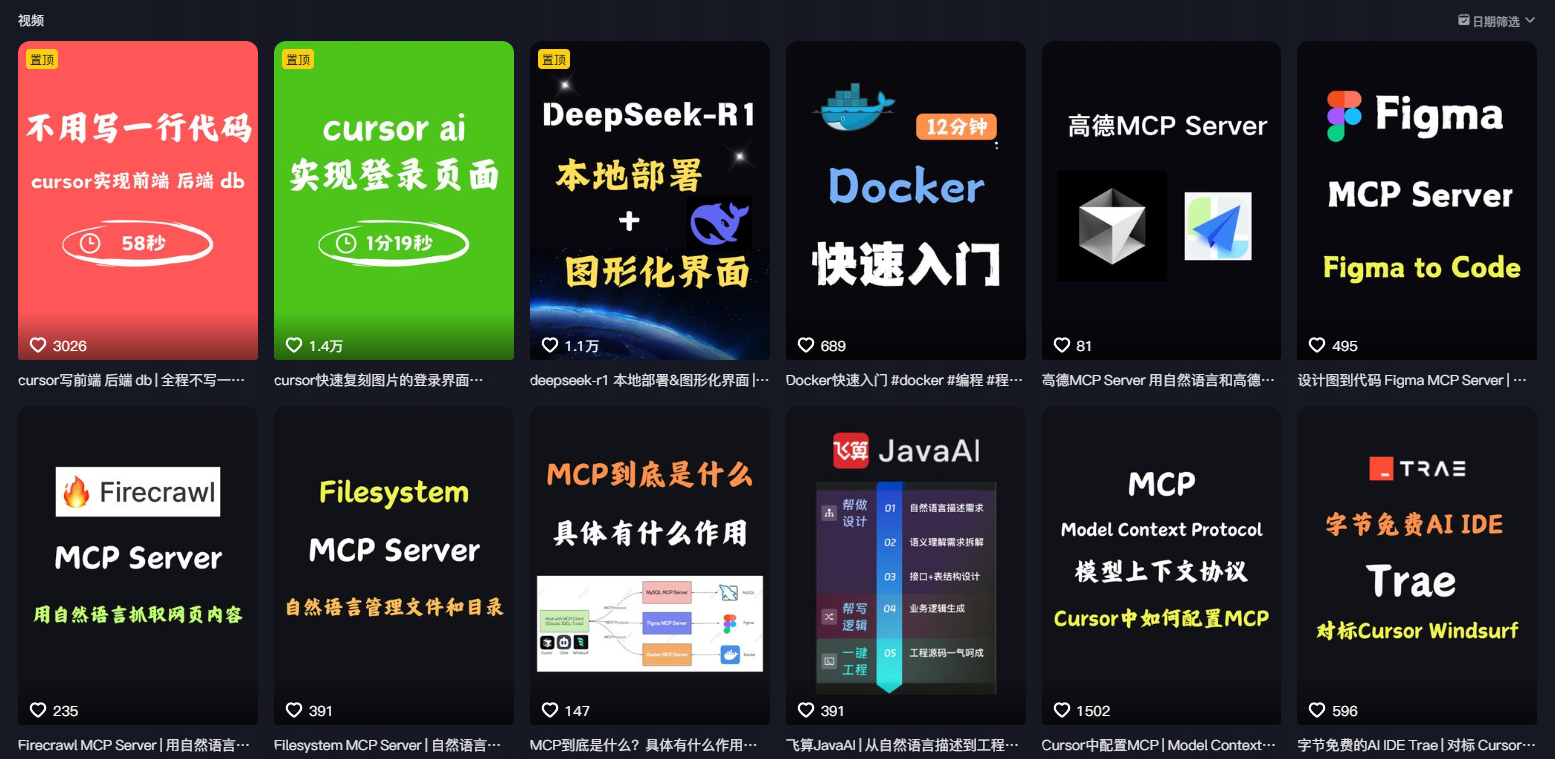 视频
日期筛选
置顶
不用写一行代码
cursor实现前端 后端 db
58秒
3026
cursor写前端 后端 db | 全程不写一···
置顶
cursor ai
实现登录页面
1分19秒
1.4万
cursor快速复刻图片的登录界面···
置顶
DeepSeek-R1
本地部署
+
图形化界面
1.1万
deepseek-r1 本地部署&图形化界面 |···
12分钟
Docker
快速入门
689
Docker快速入门 #docker #编程 #程···
高德MCP Server
81
高德MCP Server 用自然语言和高德···
Figma
MCP Server
Figma to Code
495
设计图到代码 Figma MCP Server | ···
Firecrawl
MCP Server
用自然语言抓取网页内容
235
Firecrawl MCP Server | 用自然语言···
Filesystem
MCP Server
自然语言管理文件和目录
391
Filesystem MCP Server | 自然语言···
MCP到底是什么
具体有什么作用
MySQL MCP Server
MySQL
Host with MCP Client
(Claude, IDEs, Tools)
MCP Protocol
MCP Protocol
MCP Protocol
Figma MCP Server
Figma
Cursor
Cline
Windsurf
Docker MCP Server
Docker
147
MCP到底是什么？具体有什么作用···
飞算 JavaAI
帮做
设计
01 自然语言描述需求
02 语义理解需求拆解
03 接口+表结构设计
帮写
逻辑
04 业务逻辑生成
一键
工程
05 工程源码一气呵成
391
飞算JavaAI | 从自然语言描述到工程···
MCP
Model Context Protocol
模型上下文协议
Cursor中如何配置MCP
1502
Cursor中配置MCP | Model Context···
TRAE
字节免费AI IDE
Trae
对标Cursor Windsurf
596
字节免费的AI IDE Trae | 对标 Cursor···